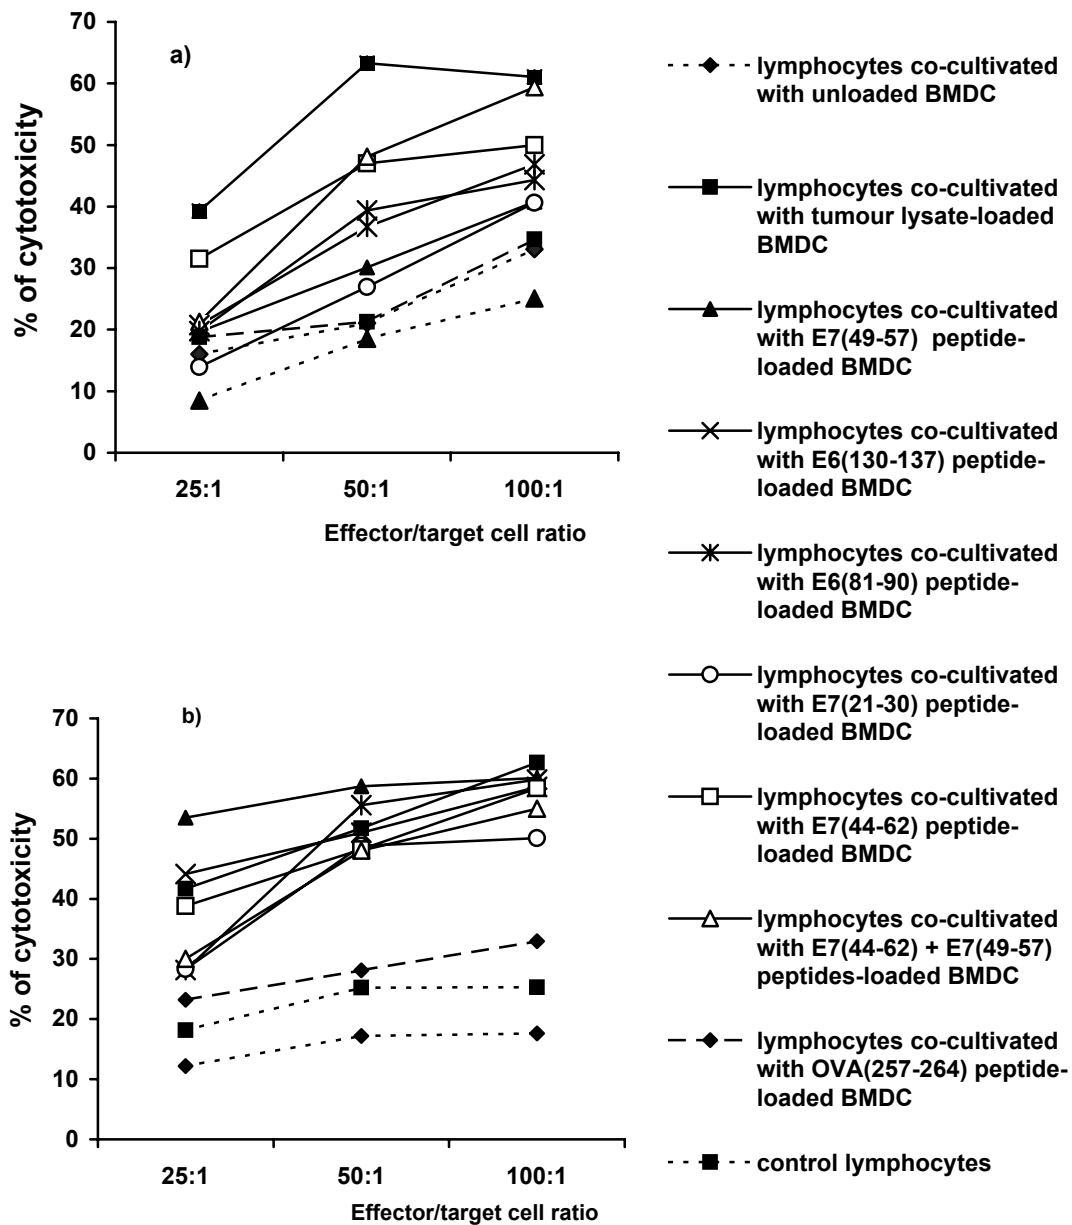 a)
% of cytotoxicity
70
60
50
40
30
20
10
0
25:1 50:1 100:1
Effector/target cell ratio
b)
% of cytotoxicity
70
60
50
40
30
20
10
0
25:1 50:1 100:1
Effector/target cell ratio
lymphocytes co-cultivated
with unloaded BMDC
lymphocytes co-cultivated
with tumour lysate-loaded
BMDC
lymphocytes co-cultivated
with E7(49-57) peptide-
loaded BMDC
lymphocytes co-cultivated
with E6(130-137) peptide-
loaded BMDC
lymphocytes co-cultivated
with E6(81-90) peptide-
loaded BMDC
lymphocytes co-cultivated
with E7(21-30) peptide-
loaded BMDC
lymphocytes co-cultivated
with E7(44-62) peptide-
loaded BMDC
lymphocytes co-cultivated
with E7(44-62) + E7(49-57)
peptides-loaded BMDC
lymphocytes co-cultivated
with OVA(257-264) peptide-
loaded BMDC
control lymphocytes